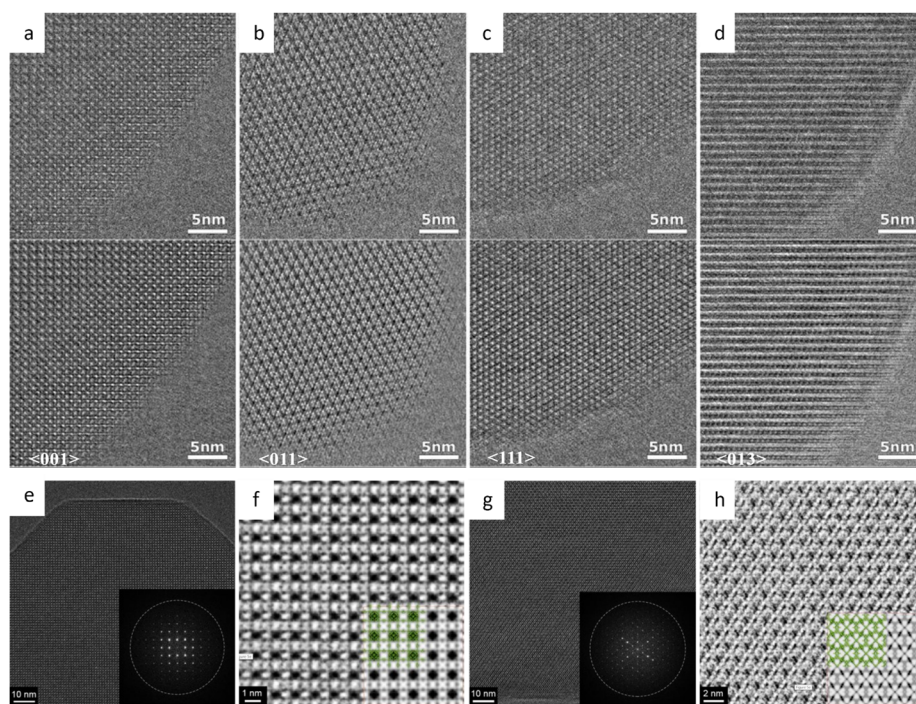 a b c d
5nm 5nm 5nm 5nm
<001> 5nm <011> 5nm <111> 5nm <013> 5nm
e f g h
10 nm 1 nm 10 nm 2 nm